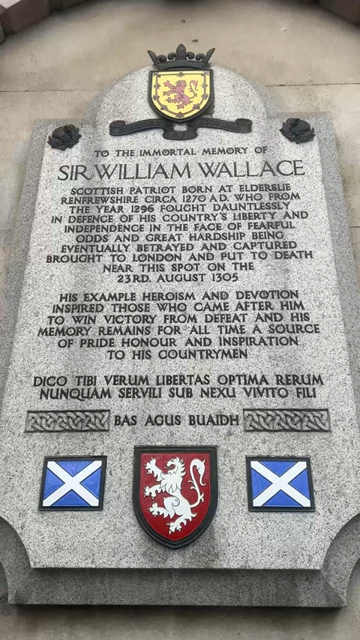 TO THE IMMORTAL MEMORY OF
SIR WILLIAM WALLACE
SCOTTISH PATRIOT BORN AT ELDERSLIE
RENFREWSHIRE CIRCA 1270 A.D. WHO FROM
THE YEAR 1296 FOUGHT DAUNTLESSLY
IN DEFENCE OF HIS COUNTRY'S LIBERTY AND
INDEPENDENCE IN THE FACE OF FEARFUL
ODDS AND GREAT HARDSHIP BEING
EVENTUALLY BETRAYED AND CAPTURED
BROUGHT TO LONDON AND PUT TO DEATH
NEAR THIS SPOT ON THE
23RD. AUGUST 1305
HIS EXAMPLE HEROISM AND DEVOTION
INSPIRED THOSE WHO CAME AFTER HIM
TO WIN VICTORY FROM DEFEAT AND HIS
MEMORY REMAINS FOR ALL TIME A SOURCE
OF PRIDE HONOUR AND INSPIRATION
TO HIS COUNTRYMEN
DICO TIBI VERUM LIBERTAS OPTIMA RERUM
NUNQUAM SERVILI SUB NEXU VIVITO FILI
BAS AGUS BUAIDH